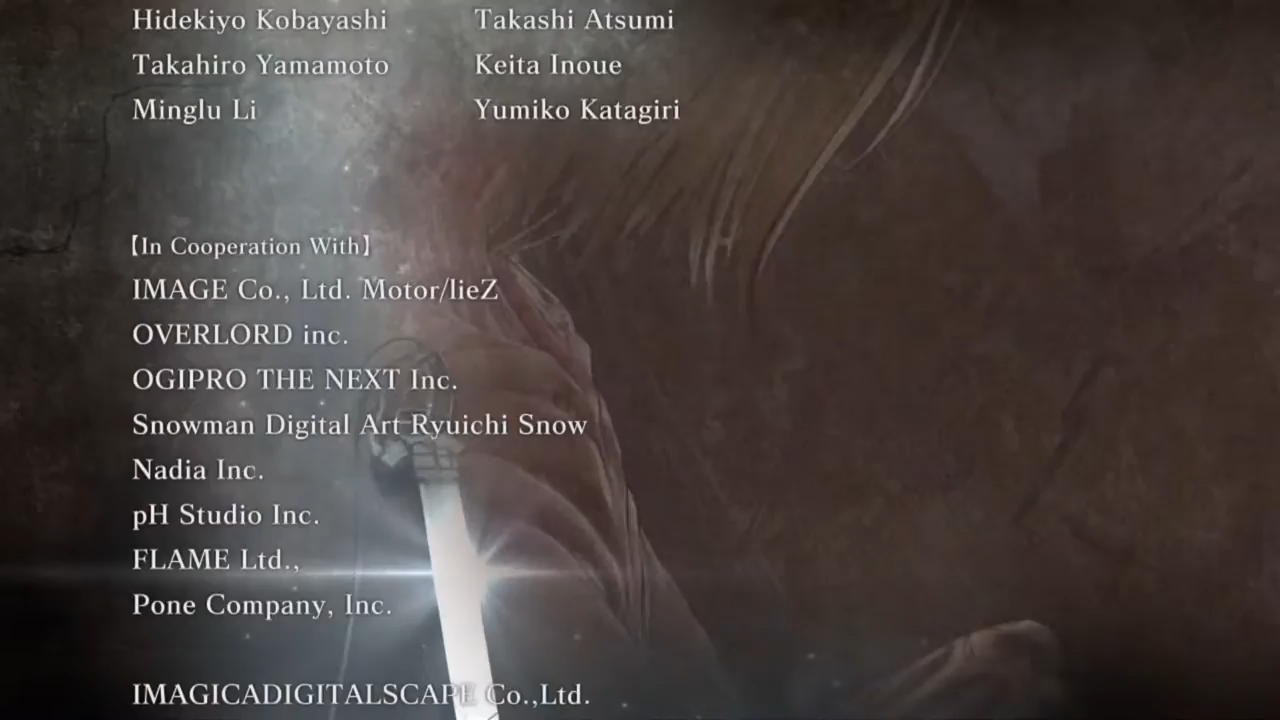 Hidekiyo Kobayashi Takashi Atsumi
Takahiro Yamamoto Keita Inoue
Minglu Li Yumiko Katagiri
【In Cooperation With】
IMAGE Co., Ltd. Motor/lieZ
OVERLORD inc.
OGIPRO THE NEXT Inc.
Snowman Digital Art Ryuichi Snow
Nadia Inc.
pH Studio Inc.
FLAME Ltd.,
Pone Company, Inc.
IMAGICADIGITALSCAPE Co.,Ltd.